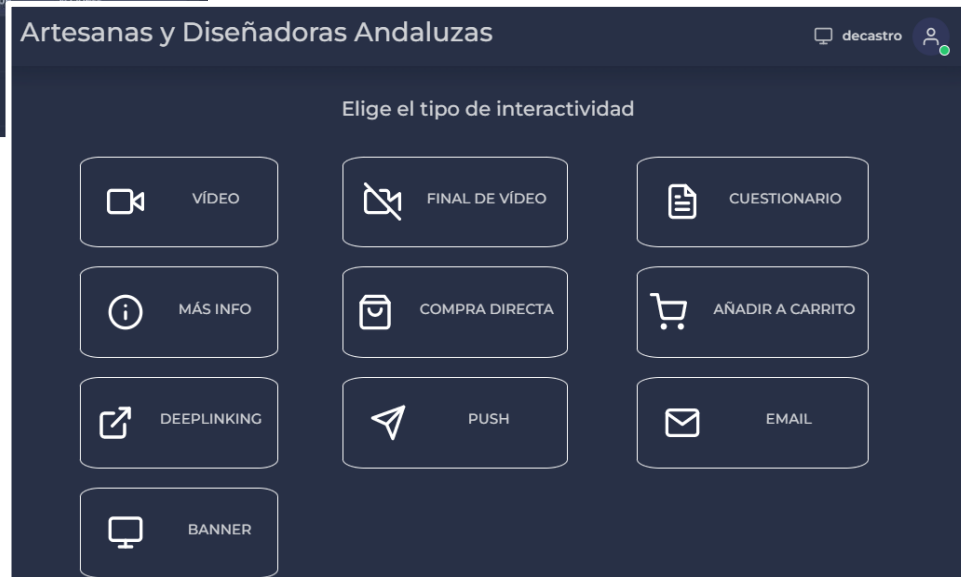 Artesanas y Diseñadoras Andaluzas
decastro
Elige el tipo de interactividad
VÍDEO
FINAL DE VÍDEO
CUESTIONARIO
MÁS INFO
COMPRA DIRECTA
AÑADIR A CARRITO
DEEPLINKING
PUSH
EMAIL
BANNER